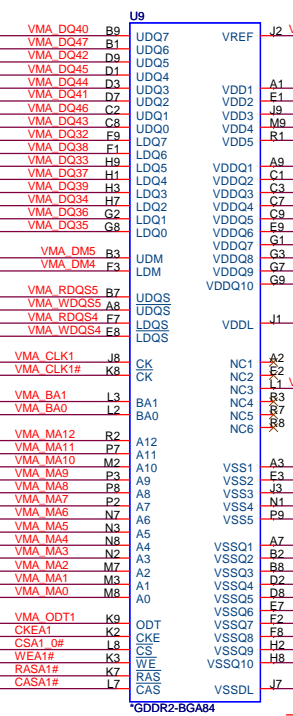 U9
VMA_DQ40 B9 UDQ7 VREF J2
VMA_DQ47 B1 UDQ6
VMA_DQ42 D9 UDQ5
VMA_DQ45 D1 UDQ4
VMA_DQ44 D3 UDQ3 VDD1 A1
VMA_DQ41 D7 UDQ2 VDD2 E1
VMA_DQ46 C2 UDQ1 VDD3 J9
VMA_DQ43 C8 UDQ0 VDD4 M9
VMA_DQ32 F9 LDQ7 VDD5 R1
VMA_DQ38 F1 LDQ6
VMA_DQ33 H9 LDQ5 VDDQ1 A9
VMA_DQ37 H1 LDQ4 VDDQ2 C1
VMA_DQ39 H3 LDQ3 VDDQ3 C3
VMA_DQ34 H7 LDQ2 VDDQ4 C7
VMA_DQ36 G2 LDQ1 VDDQ5 C9
VMA_DQ35 G8 LDQ0 VDDQ6 E9
VDDQ7 G1
VMA_DM5 B3 UDM VDDQ8 G3
VMA_DM4 F3 LDM VDDQ9 G7
VDDQ10 G9
VMA_RDQS5 B7 UDQS
VMA_WDQS5 A8 UDQS
VMA_RDQS4 F7 LDQS VDDL J1
VMA_WDQS4 E8 LDQS
VMA_CLK1 J8 CK NC1 A2
VMA_CLK1# K8 CK NC2 E2
NC3 L1
VMA_BA1 L3 BA1 NC4 R3
VMA_BA0 L2 BA0 NC5 R7
NC6 R8
VMA_MA12 R2 A12
VMA_MA11 P7 A11
VMA_MA10 M2 A10 VSS1 A3
VMA_MA9 P3 A9 VSS2 E3
VMA_MA8 P8 A8 VSS3 J3
VMA_MA7 P2 A7 VSS4 N1
VMA_MA6 N7 A6 VSS5 P9
VMA_MA5 N3 A5
VMA_MA4 N8 A4 VSSQ1 A7
VMA_MA3 N2 A3 VSSQ2 B2
VMA_MA2 M7 A2 VSSQ3 B8
VMA_MA1 M3 A1 VSSQ4 D2
VMA_MA0 M8 A0 VSSQ5 D8
VSSQ6 E7
VMA_ODT1 K9 ODT VSSQ7 F2
CKEA1 K2 CKE VSSQ8 F8
CSA1_0# L8 CS VSSQ9 H2
WEA1# K3 WE VSSQ10 H8
RASA1# K7 RAS
CASA1# L7 CAS VSSDL J7
*GDDR2-BGA84